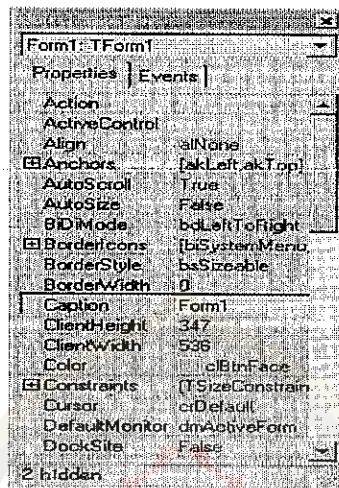 Form1: TForm1
Properties Events
Action
ActiveControl
Align alNone
Anchors [akLeft,akTop]
AutoScroll True
AutoSize False
BiDiMode bdLeftToRight
BorderIcons [biSystemMenu,
BorderStyle bsSizeable
BorderWidth 0
Caption Form1
ClientHeight 347
ClientWidth 536
Color clBtnFace
Constraints (TSizeConstrain
Cursor crDefault
DefaultMonitor dmActiveForm
DockSite False
2 hidden